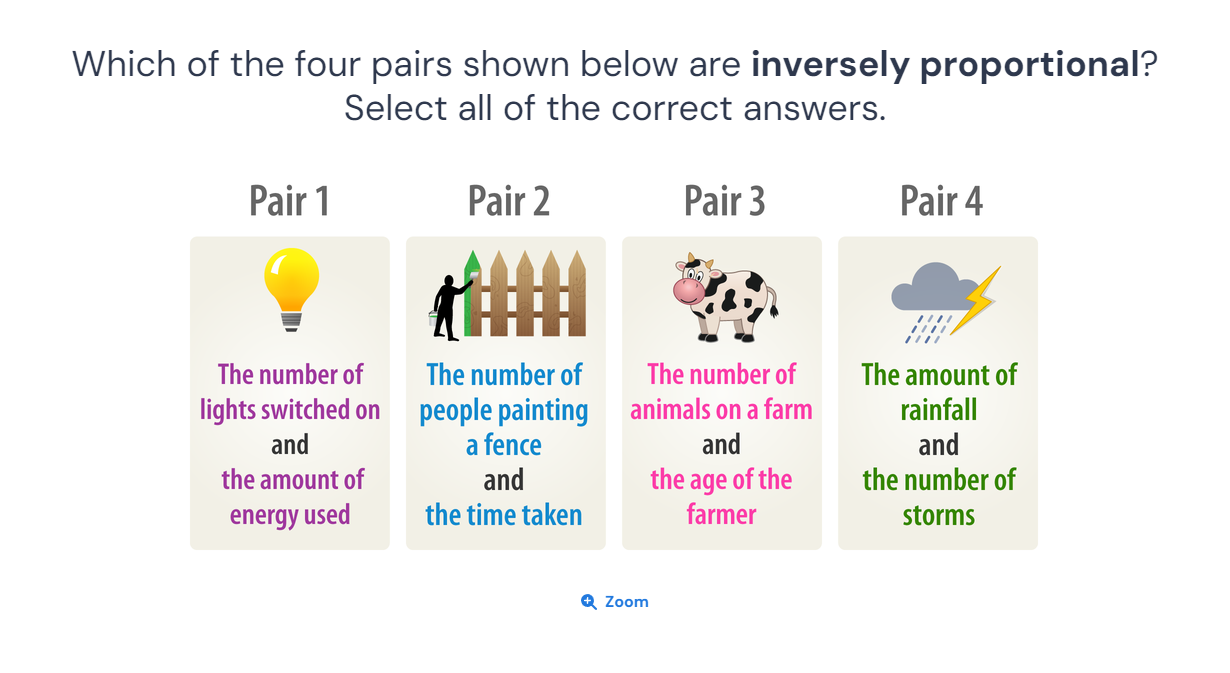 Which of the four pairs shown below are inversely proportional?
Select all of the correct answers.
Pair 1
The number of
lights switched on
and
the amount of
energy used
Pair 2
The number of
people painting
a fence
and
the time taken
Pair 3
The number of
animals on a farm
and
the age of the
farmer
Pair 4
The amount of
rainfall
and
the number of
storms
Zoom